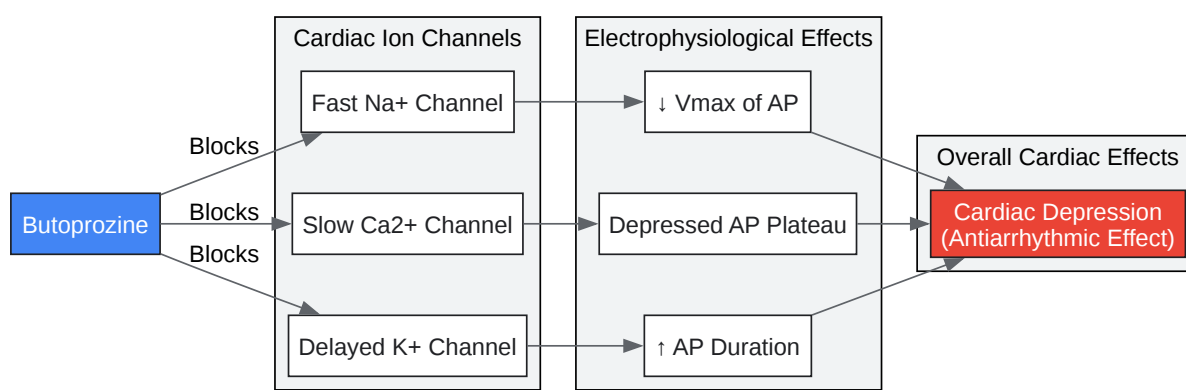 Cardiac Ion Channels
Electrophysiological Effects
Fast Na+ Channel
↓ Vmax of AP
Blocks
Overall Cardiac Effects
Butoprozine
Blocks
Slow Ca2+ Channel
Depressed AP Plateau
Cardiac Depression
(Antiarrhythmic Effect)
Blocks
Delayed K+ Channel
↑ AP Duration